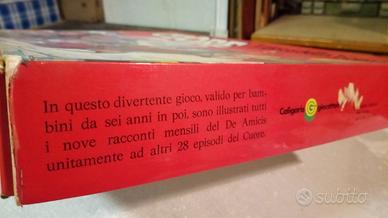 In questo divertente gioco, valido per bam,
bini da sei anni in poi, sono illustrati tutti
i nove racconti mensili del De Amicis
unitamente ad altri 28 episodi del Cuore.
Caligaris G giocattoli
subito